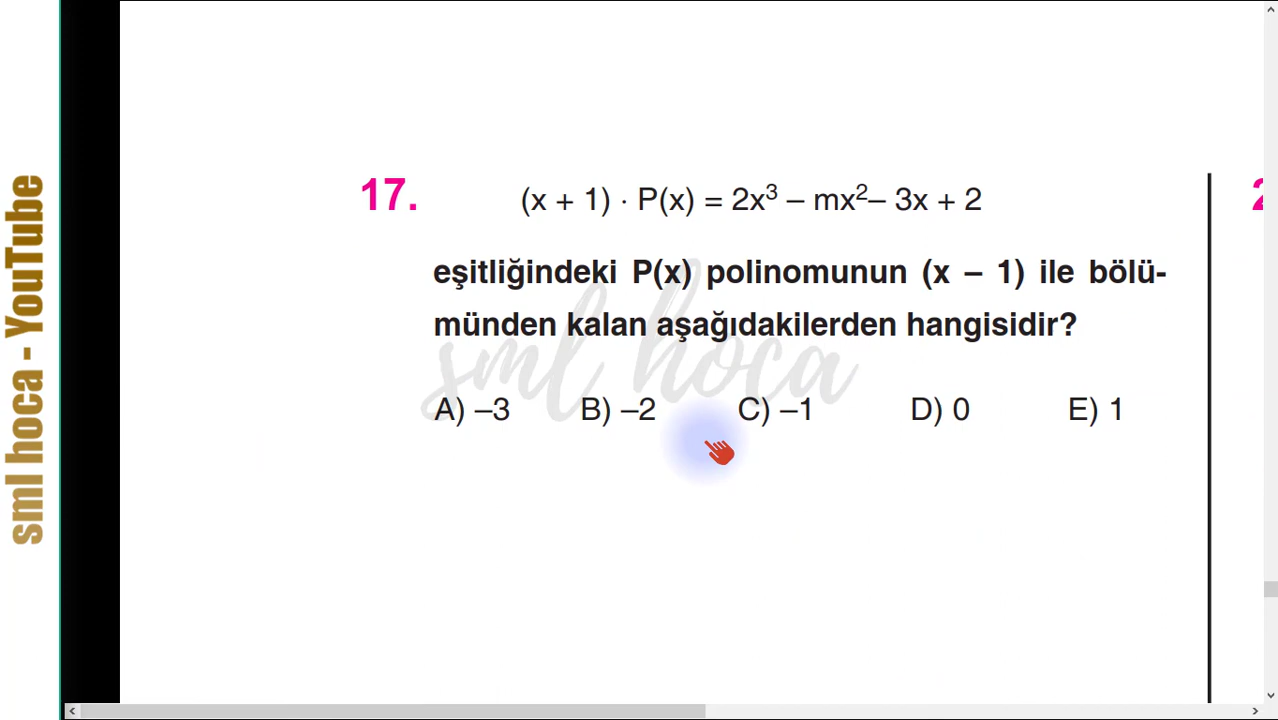 sml hoca - YouTube
17.
(x + 1) · P(x) = 2x³ – mx²– 3x + 2
2
eşitliğindeki P(x) polinomunun (x – 1) ile bölü-
münden kalan aşağıdakilerden hangisidir?
sml hoca
A) –3 B) –2 C) –1 D) 0 E) 1